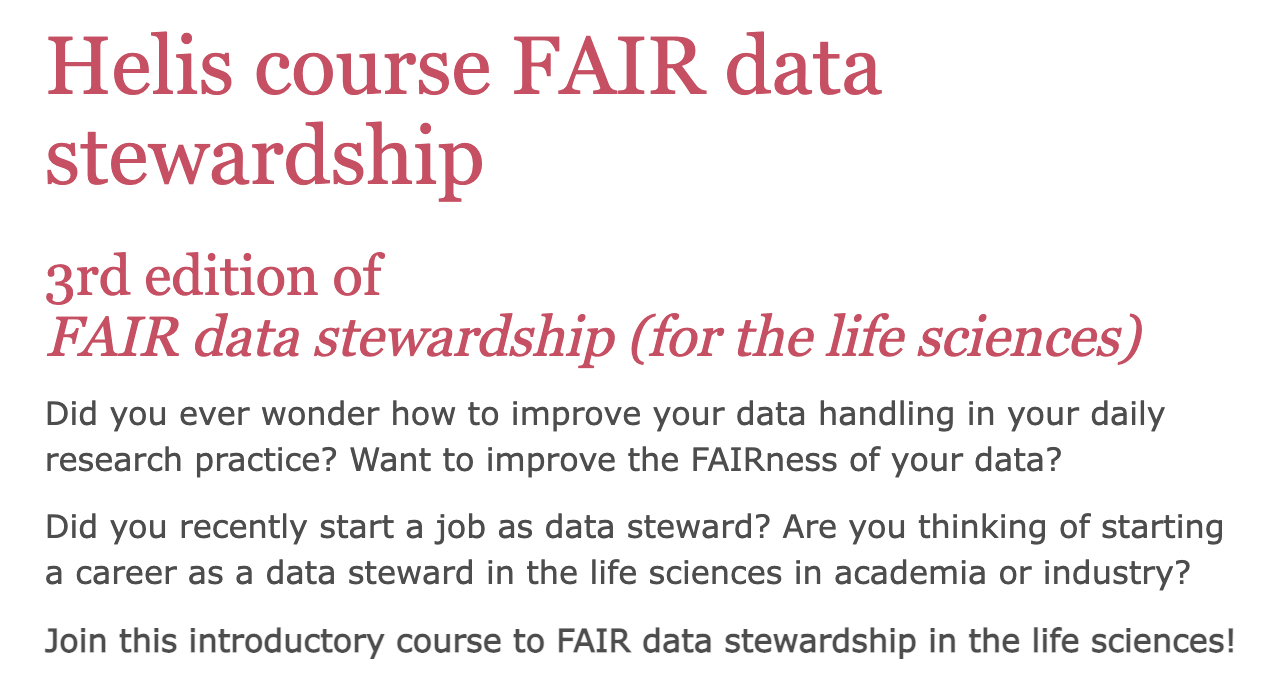 Helis course FAIR data
stewardship
3rd edition of
FAIR data stewardship (for the life sciences)
Did you ever wonder how to improve your data handling in your daily
research practice? Want to improve the FAIRness of your data?
Did you recently start a job as data steward? Are you thinking of starting
a career as a data steward in the life sciences in academia or industry?
Join this introductory course to FAIR data stewardship in the life sciences!